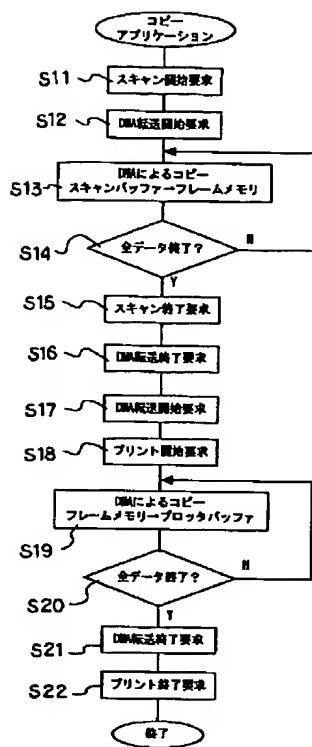 コピー
アプリケーション
S11
スキャン開始要求
S12
DMA転送開始要求
DMAによるコピー
S13
スキャンバッファーフレームメモリ
S14
全データ終了?
N
Y
S15
スキャン終了要求
S16
DMA転送終了要求
S17
DMA転送開始要求
S18
プリント開始要求
DMAによるコピー
フレームメモリープロッタバッファ
S19
S20
全データ終了?
N
Y
S21
DMA転送終了要求
S22
プリント終了要求
終了